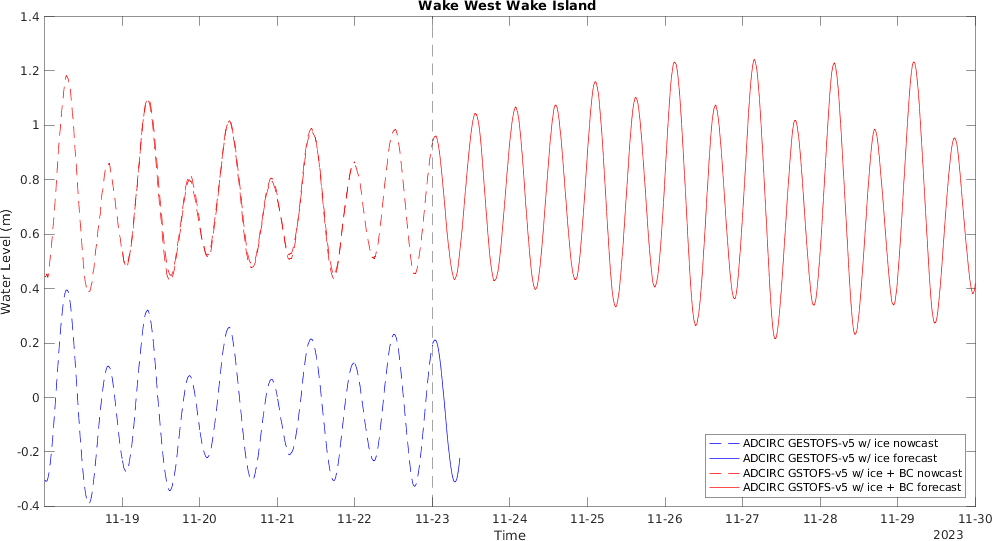 Wake West Wake Island
1.4
1.2
1
0.8
0.6
0.4
0.2
0
-0.2
-0.4
Water Level (m)
ADCIRC GESTOFS-v5 w/ ice nowcast
ADCIRC GESTOFS-v5 w/ ice forecast
ADCIRC GSTOFS-v5 w/ ice + BC nowcast
ADCIRC GSTOFS-v5 w/ ice + BC forecast
11-19 11-20 11-21 11-22 11-23 11-24 11-25 11-26 11-27 11-28 11-29 11-30
Time
2023